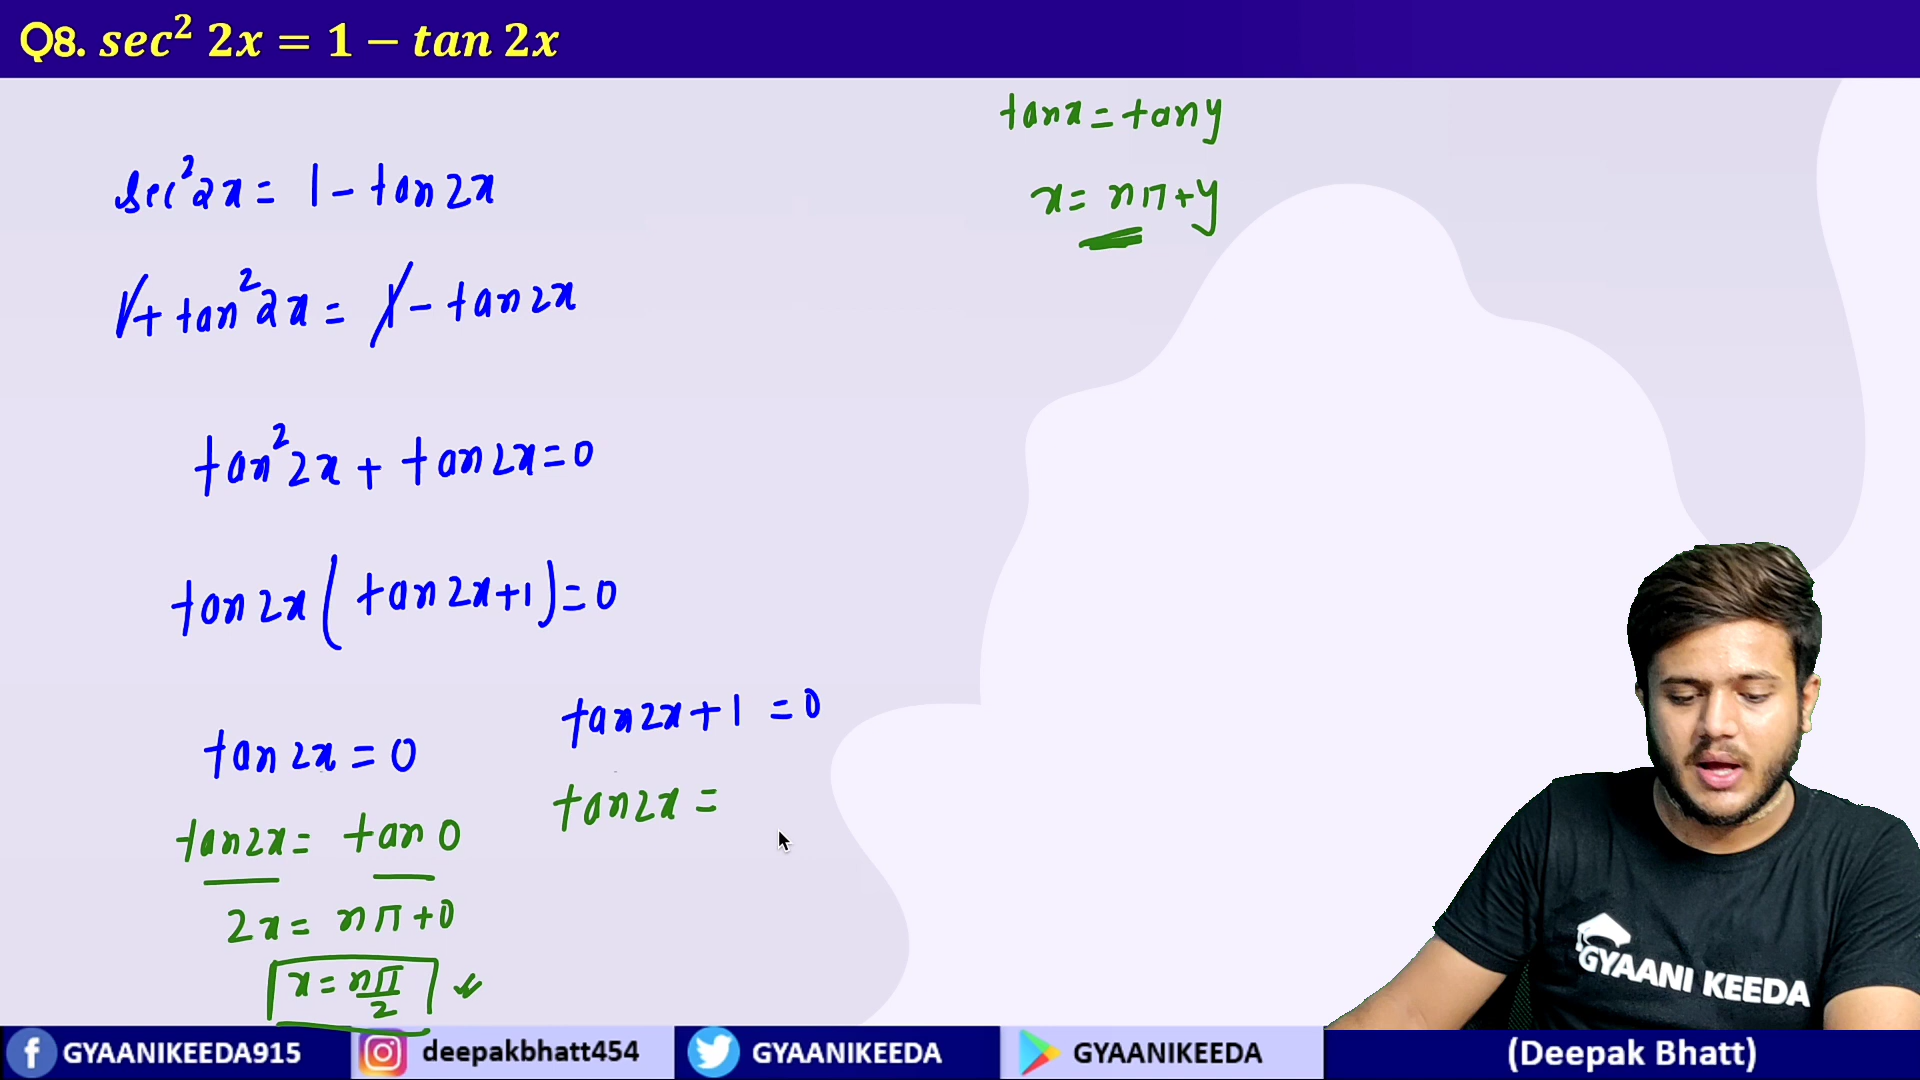 Q8. sec² 2x = 1 − tan 2x
tanx = tany
x = nπ+y
sec²2x = 1 - tan2x
1+ tan²2x = 1 - tan2x
tan²2x + tan2x=0
tan2x(tan2x+1)=0
tan2x = 0
tan2x = tan 0
2x = nπ+0
x = nπ/2
tan2x+1 =0
tan2x =
GYAANI KEEDA
GYAANIKEEDA915
deepakbhatt454
GYAANIKEEDA
GYAANIKEEDA
(Deepak Bhatt)